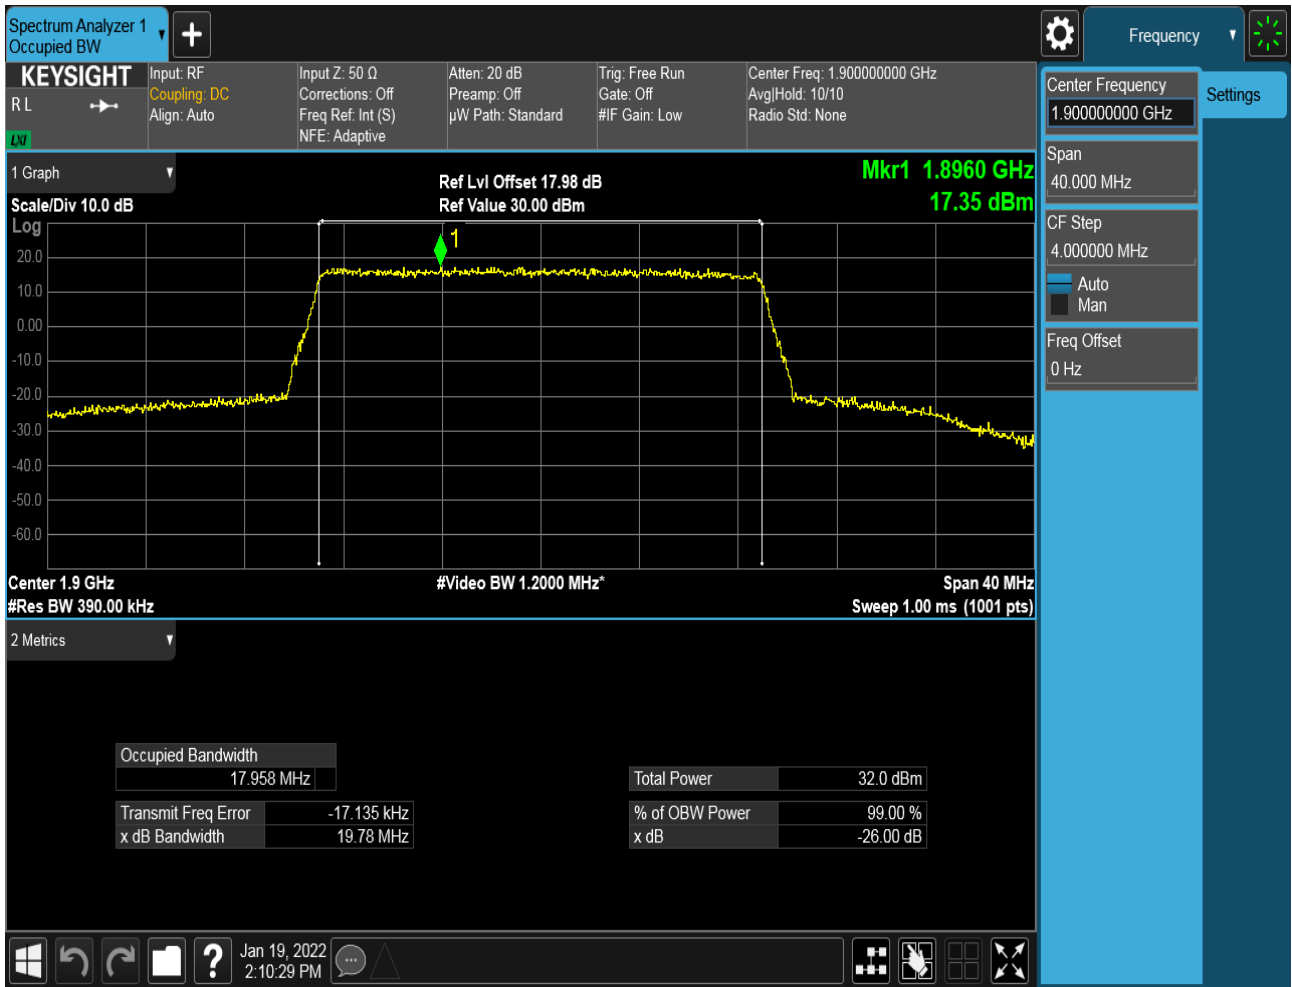 Spectrum Analyzer 1
Occupied BW
Frequency
KEYSIGHT
R L
LXI
Input: RF
Coupling: DC
Align: Auto
Input Z: 50 Ω
Corrections: Off
Freq Ref: Int (S)
NFE: Adaptive
Atten: 20 dB
Preamp: Off
µW Path: Standard
Trig: Free Run
Gate: Off
#IF Gain: Low
Center Freq: 1.900000000 GHz
Avg|Hold: 10/10
Radio Std: None
Center Frequency
1.900000000 GHz
Settings
Span
40.000 MHz
CF Step
4.000000 MHz
Auto
Man
Freq Offset
0 Hz
1 Graph
Scale/Div 10.0 dB
Log
Ref Lvl Offset 17.98 dB
Ref Value 30.00 dBm
Mkr1 1.8960 GHz
17.35 dBm
1
20.0
10.0
0.00
-10.0
-20.0
-30.0
-40.0
-50.0
-60.0
Center 1.9 GHz
#Video BW 1.2000 MHz*
Span 40 MHz
#Res BW 390.00 kHz
Sweep 1.00 ms (1001 pts)
2 Metrics
Occupied Bandwidth
17.958 MHz
Transmit Freq Error -17.135 kHz
x dB Bandwidth 19.78 MHz
Total Power 32.0 dBm
% of OBW Power 99.00 %
x dB -26.00 dB
?
Jan 19, 2022
2:10:29 PM